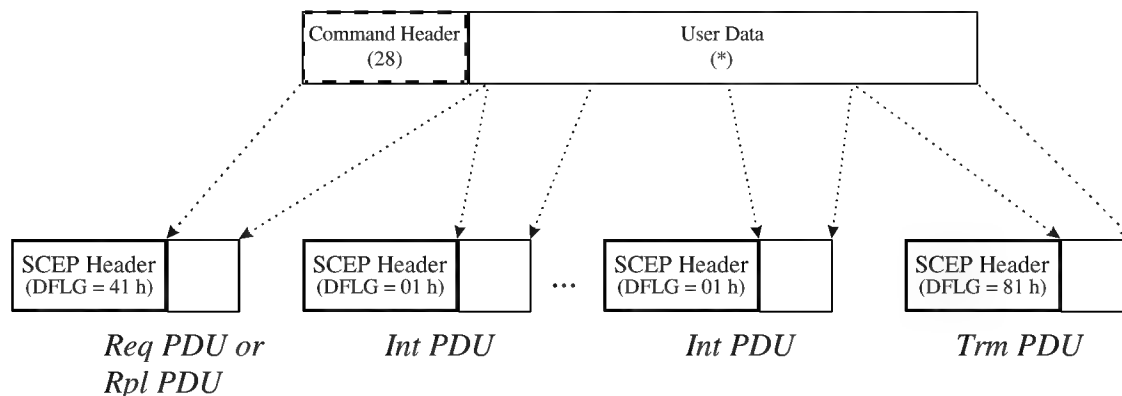 Command Header
(28)
User Data
(*)
SCEP Header
(DFLG = 41 h)
SCEP Header
(DFLG = 01 h)
...
SCEP Header
(DFLG = 01 h)
SCEP Header
(DFLG = 81 h)
Req PDU or
Rpl PDU
Int PDU
Int PDU
Trm PDU